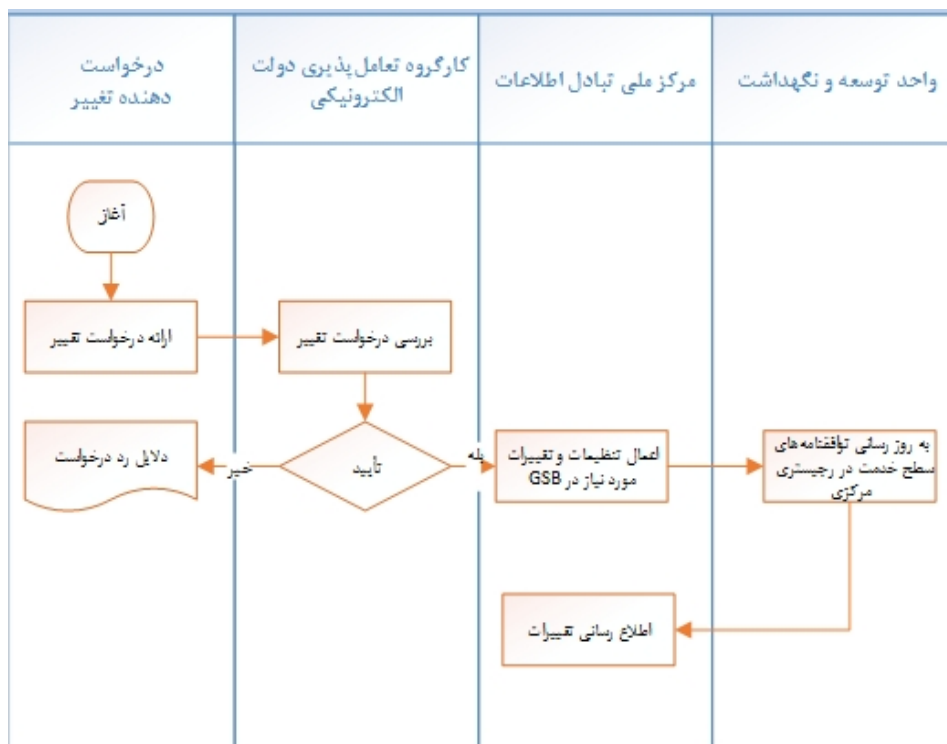 درخواست
دهنده تغییر
کارگروه تعامل‌پذیری دولت
الکترونیکی
مرکز ملی تبادل اطلاعات
واحد توسعه و نگهداشت
آغاز
ارائه درخواست تغییر
بررسی درخواست تغییر
دلایل رد درخواست
خیر
تأیید
بله
اعمال تنظیمات و تغییرات
مورد نیاز در GSB
به روز رسانی توافقنامه‌های
سطح خدمت در رجیستری
مرکزی
اطلاع رسانی تغییرات